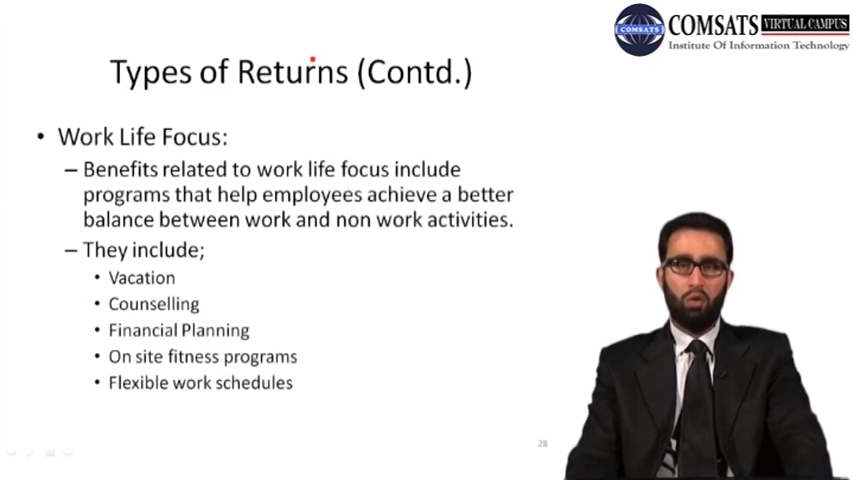 COMSATS VIRTUAL CAMPUS
COMSATS
Institute Of Information Technology
Types of Returns (Contd.)
• Work Life Focus:
– Benefits related to work life focus include
programs that help employees achieve a better
balance between work and non work activities.
– They include;
• Vacation
• Counselling
• Financial Planning
• On site fitness programs
• Flexible work schedules
28